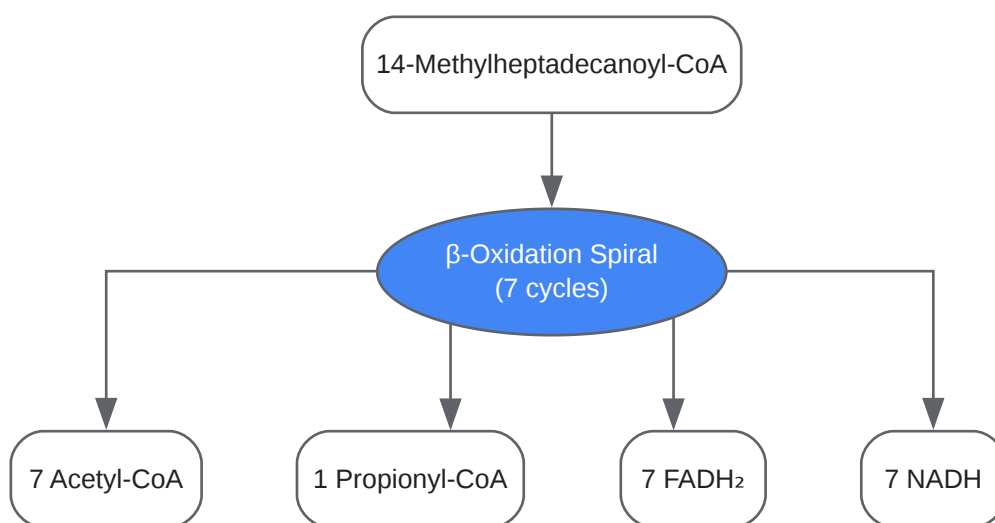 14-Methylheptadecanoyl-CoA
β-Oxidation Spiral
(7 cycles)
7 Acetyl-CoA
1 Propionyl-CoA
7 FADH₂
7 NADH